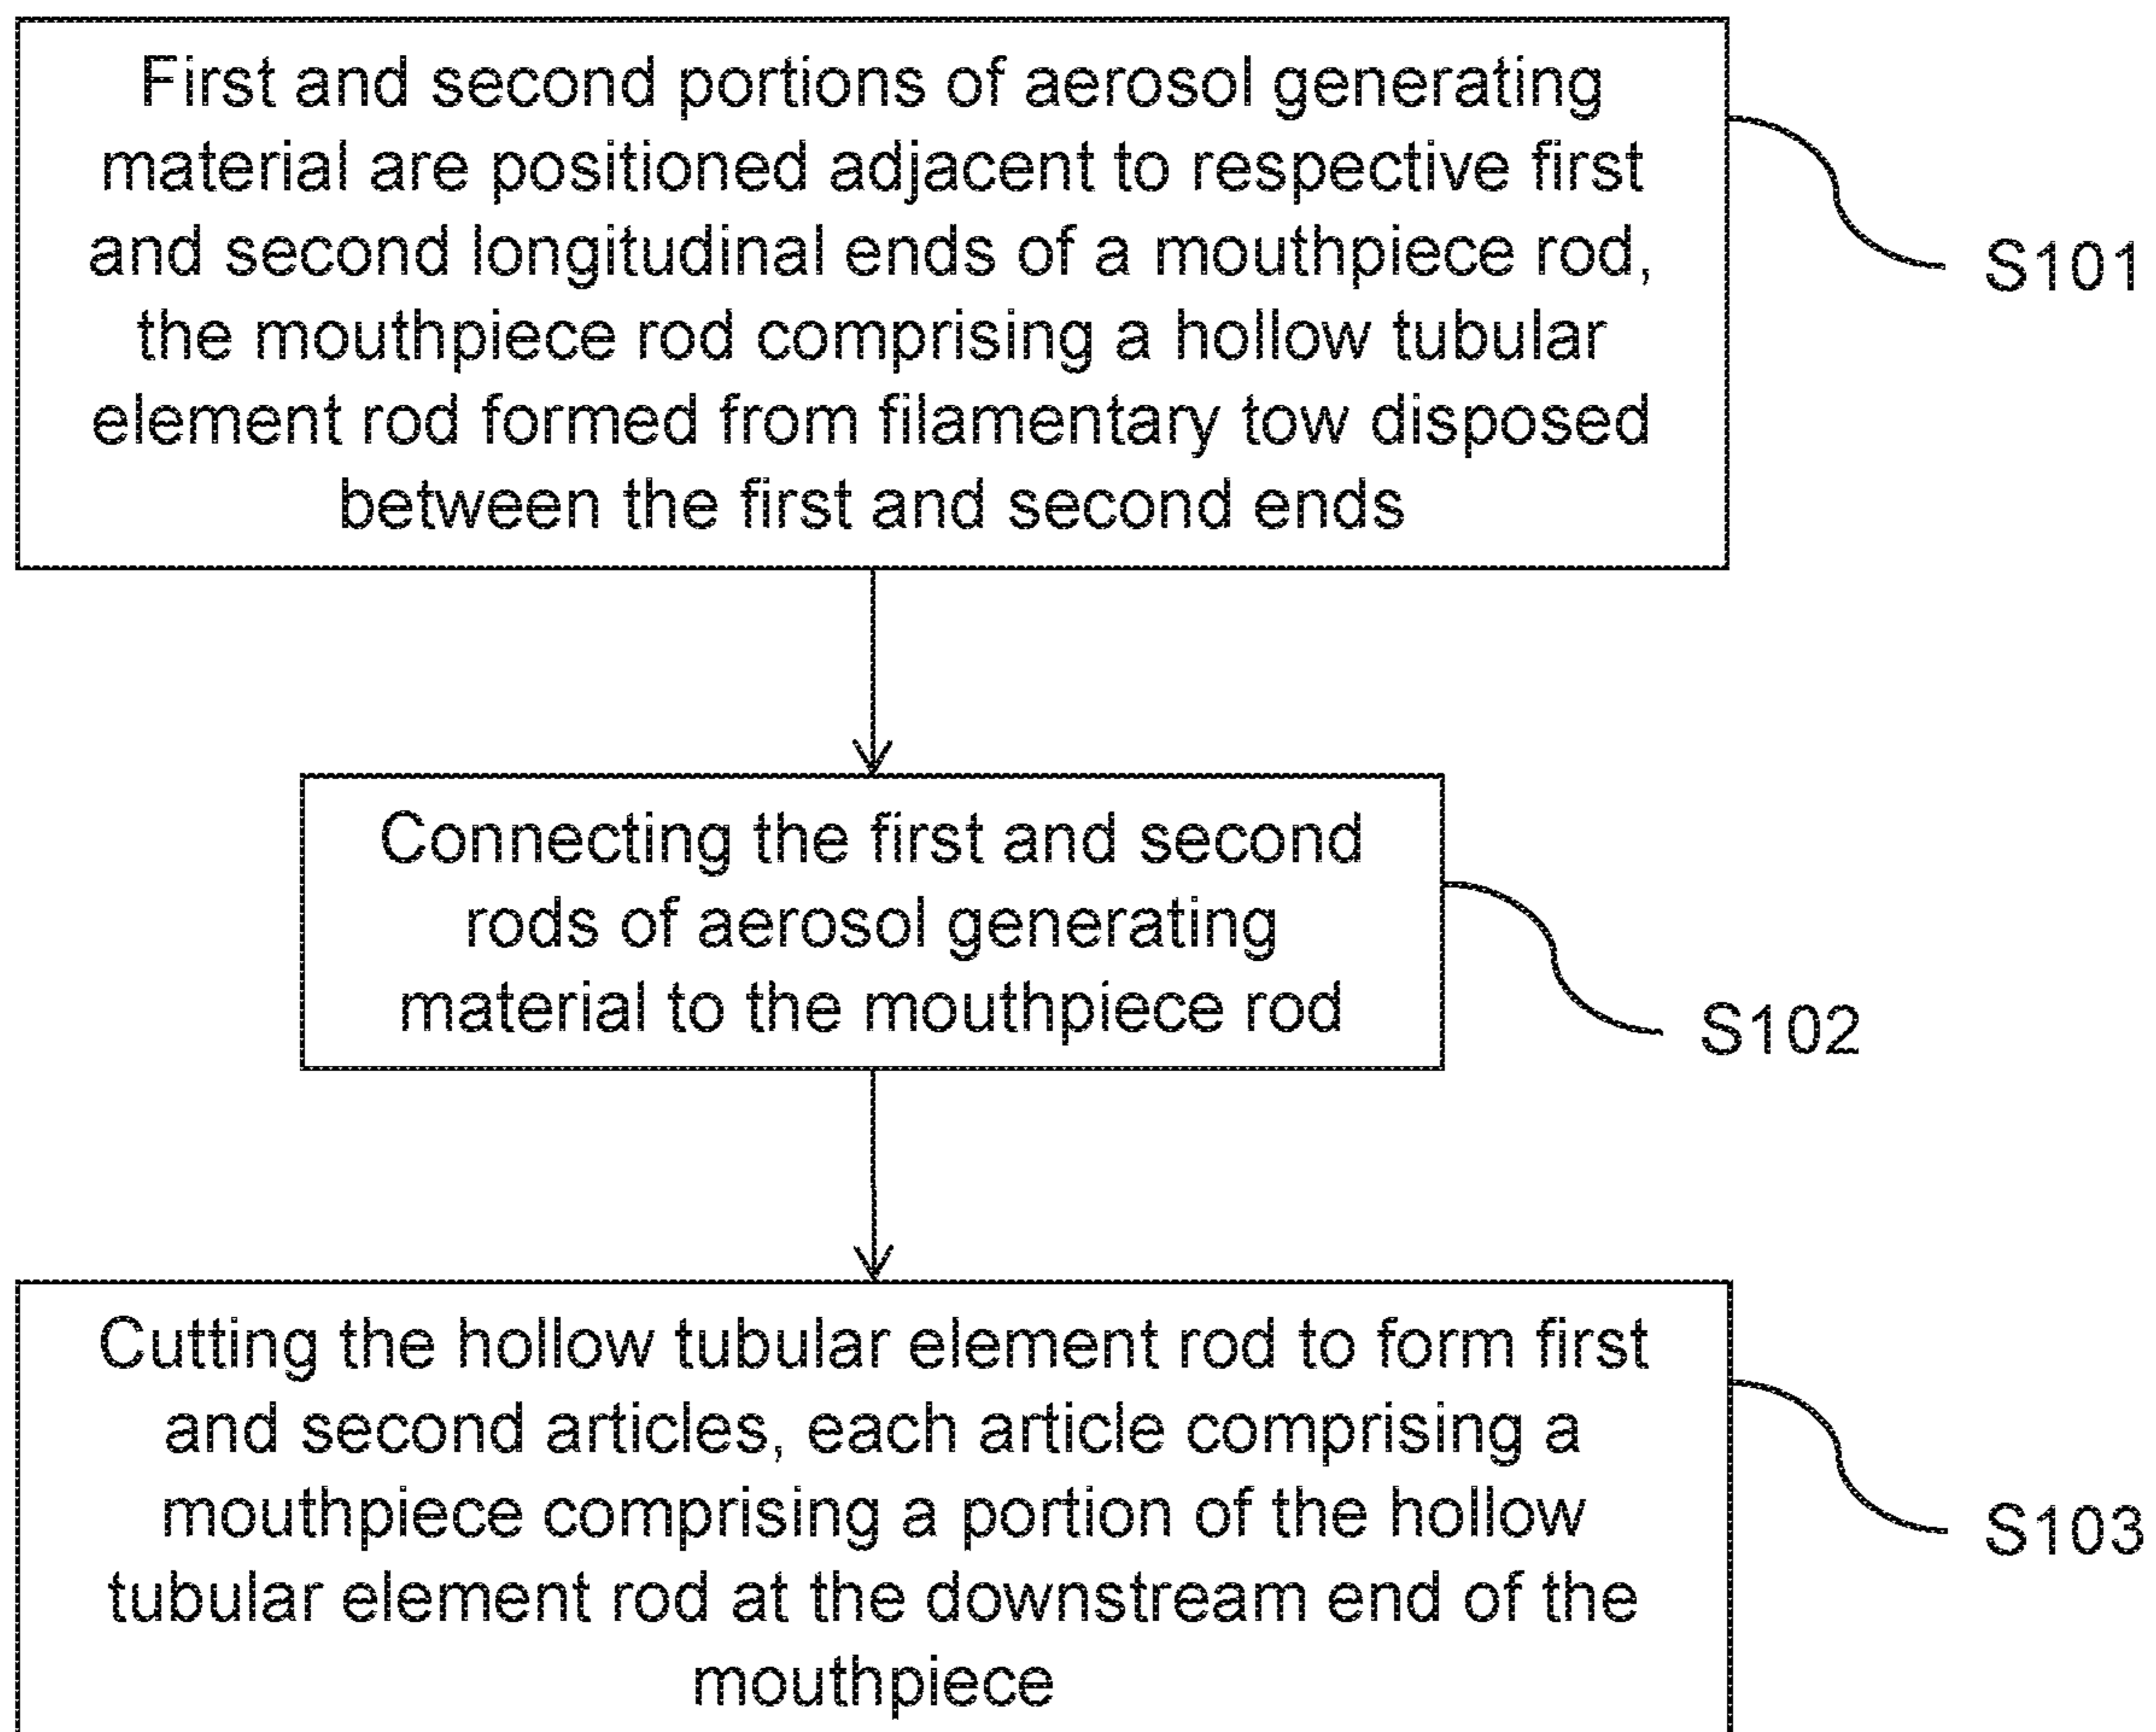 First and second portions of aerosol generating
material are positioned adjacent to respective first
and second longitudinal ends of a mouthpiece rod,
the mouthpiece rod comprising a hollow tubular
element rod formed from filamentary tow disposed
between the first and second ends
S101
Connecting the first and second
rods of aerosol generating
material to the mouthpiece rod
S102
Cutting the hollow tubular element rod to form first
and second articles, each article comprising a
mouthpiece comprising a portion of the hollow
tubular element rod at the downstream end of the
mouthpiece
S103